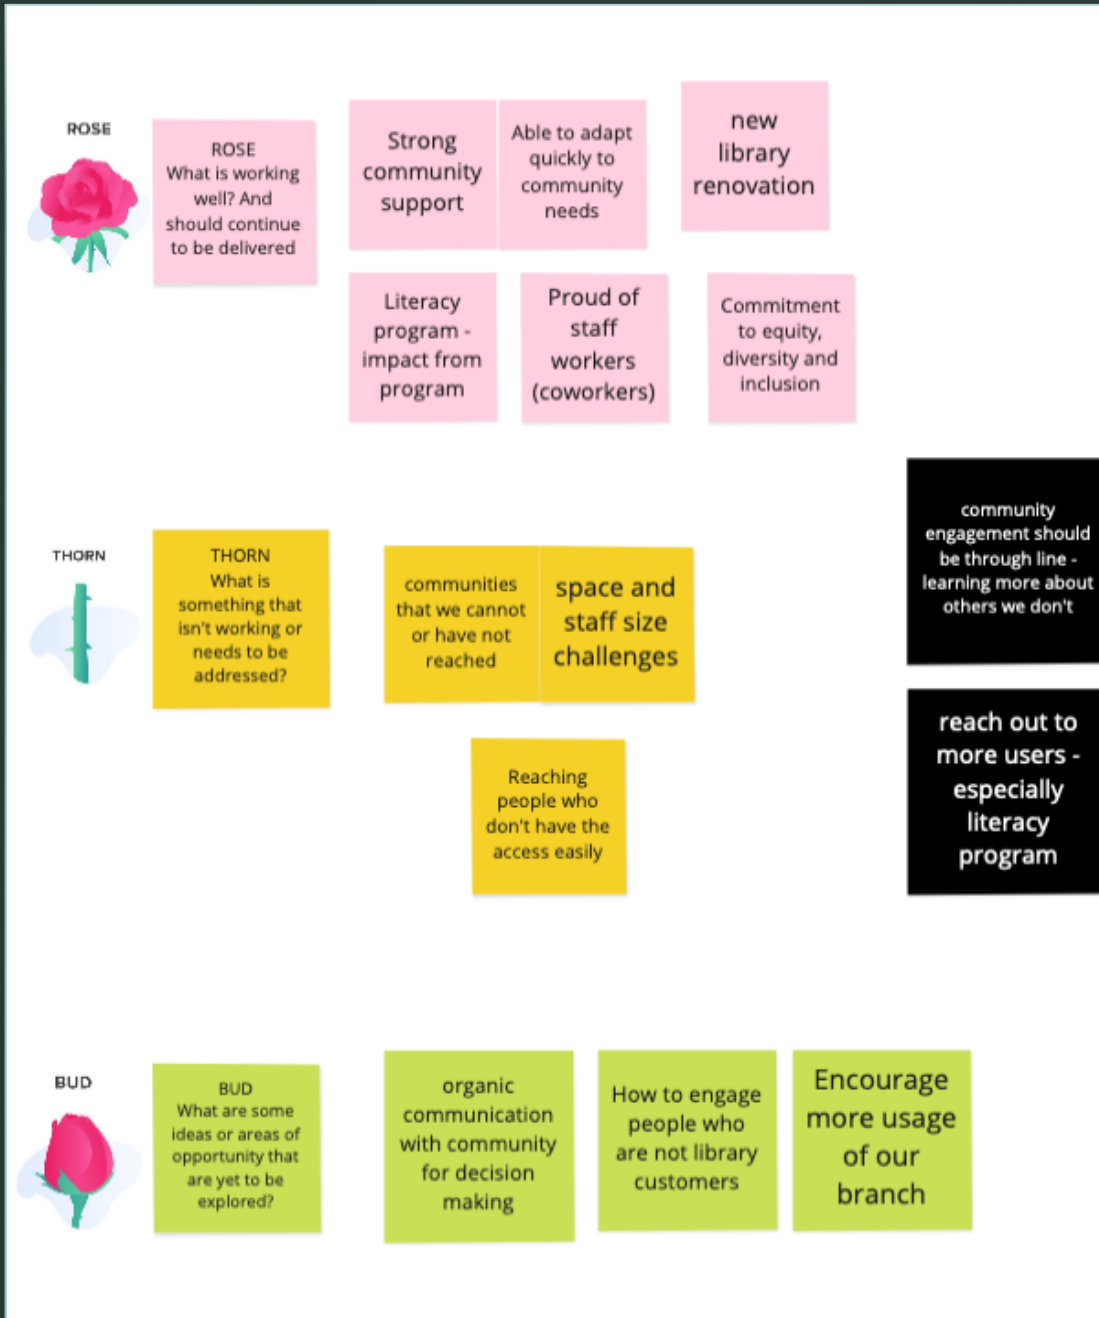 ROSE
ROSE
What is working
well? And
should continue
to be delivered
Strong
community
support
Able to adapt
quickly to
community
needs
new
library
renovation
Literacy
program -
impact from
program
Proud of
staff
workers
(coworkers)
Commitment
to equity,
diversity and
inclusion
THORN
THORN
What is
something that
isn't working or
needs to be
addressed?
communities
that we cannot
or have not
reached
space and
staff size
challenges
Reaching
people who
don't have the
access easily
community
engagement should
be through line -
learning more about
others we don't
reach out to
more users -
especially
literacy
program
BUD
BUD
What are some
ideas or areas of
opportunity that
are yet to be
explored?
organic
communication
with community
for decision
making
How to engage
people who
are not library
customers
Encourage
more usage
of our
branch